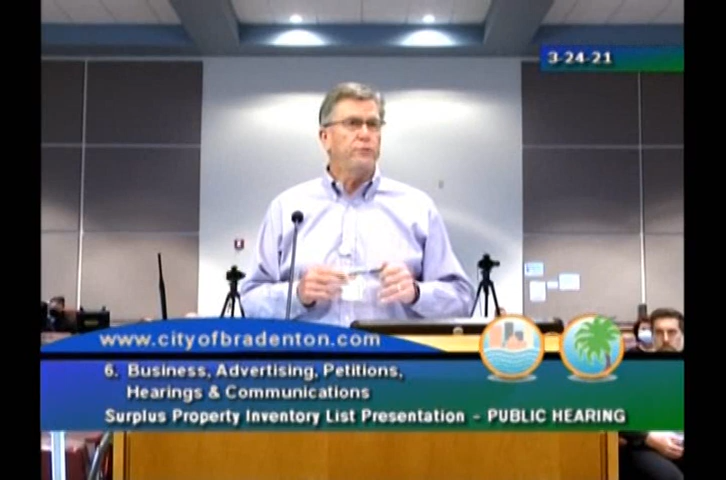 3-24-21
www.cityofbradenton.com
6. Business, Advertising, Petitions,
Hearings & Communications
Surplus Property Inventory List Presentation - PUBLIC HEARING